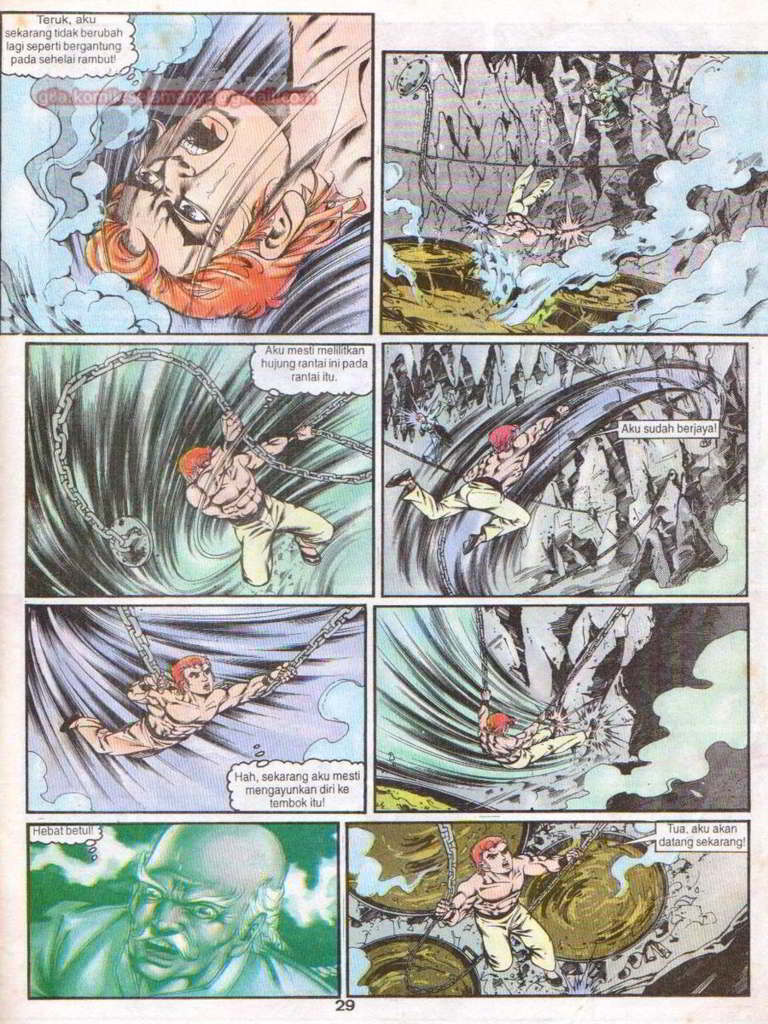 Teruk, aku
sekarang tidak berubah
lagi seperti bergantung
pada sehelai rambut!
Aku mesti melilitkan
hujung rantai ini pada
rantai itu.
Aku sudah berjaya!
Hah, sekarang aku mesti
mengayunkan diri ke
tembok itu!
Hebat betul!
Tua, aku akan
datang sekarang!
29